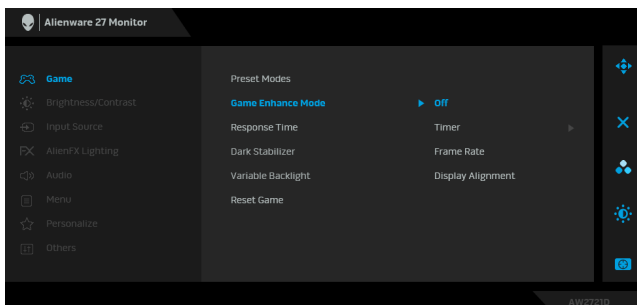 Alienware 27 Monitor
Game
Brightness/Contrast
Input Source
AlienFX Lighting
Audio
Menu
Personalize
Others
Preset Modes
Game Enhance Mode
Response Time
Dark Stabilizer
Variable Backlight
Reset Game
Off
Timer
Frame Rate
Display Alignment
AW2721D